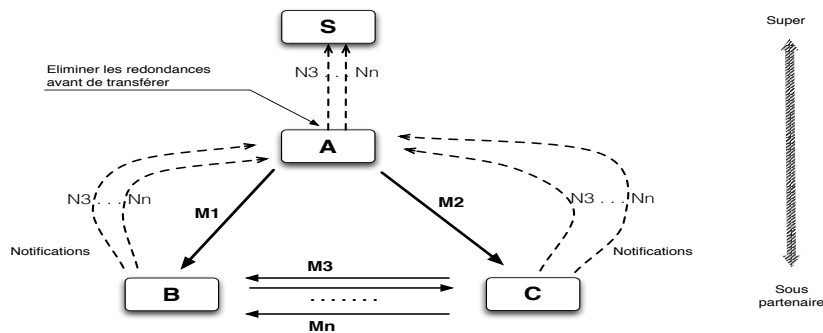 Super
S
N3 . . . Nn
Eliminer les redondances
avant de transférer
A
N3 . . . Nn
M1
M2
N3 . . . Nn
Notifications
Notifications
M3
B
. . . . . . .
C
Mn
Sous
partenaire